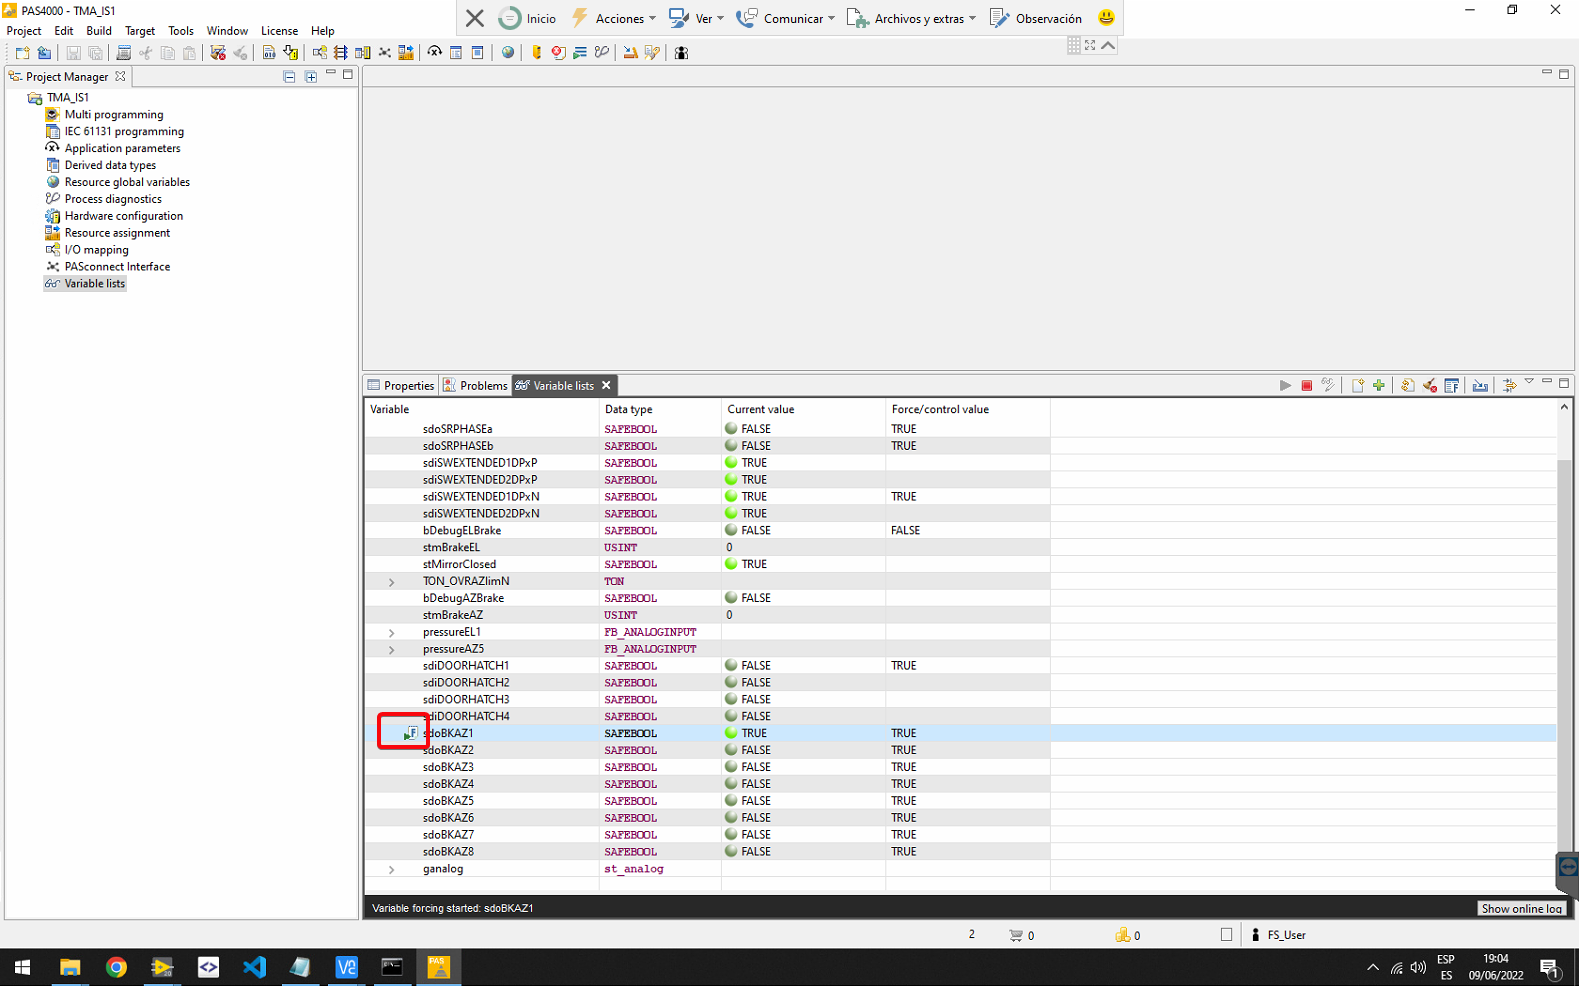 PAS4000 - TMA_IS1
Inicio Acciones Ver Comunicar Archivos y extras Observación
Project Edit Build Target Tools Window License Help
Project Manager
TMA_IS1
Multi programming
IEC 61131 programming
Application parameters
Derived data types
Resource global variables
Process diagnostics
Hardware configuration
Resource assignment
I/O mapping
PASconnect Interface
Variable lists
Properties Problems Variable lists
Variable Data type Current value Force/control value
sdoSRPHASEa SAFEBOOL FALSE TRUE
sdoSRPHASEb SAFEBOOL FALSE TRUE
sdiSWEXTENDED1DPxP SAFEBOOL TRUE
sdiSWEXTENDED2DPxP SAFEBOOL TRUE
sdiSWEXTENDED1DPxN SAFEBOOL TRUE TRUE
sdiSWEXTENDED2DPxN SAFEBOOL TRUE
bDebugELBrake SAFEBOOL FALSE FALSE
stmBrakeEL USINT 0
stMirrorClosed SAFEBOOL TRUE
TON_OVRAZlimN TON
bDebugAZBrake SAFEBOOL FALSE
stmBrakeAZ USINT 0
pressureEL1 FB_ANALOGINPUT
pressureAZ5 FB_ANALOGINPUT
sdiDOORHATCH1 SAFEBOOL FALSE TRUE
sdiDOORHATCH2 SAFEBOOL FALSE
sdiDOORHATCH3 SAFEBOOL FALSE
sdiDOORHATCH4 SAFEBOOL FALSE
F sdoBKAZ1 SAFEBOOL TRUE TRUE
sdoBKAZ2 SAFEBOOL FALSE TRUE
sdoBKAZ3 SAFEBOOL FALSE TRUE
sdoBKAZ4 SAFEBOOL FALSE TRUE
sdoBKAZ5 SAFEBOOL FALSE TRUE
sdoBKAZ6 SAFEBOOL FALSE TRUE
sdoBKAZ7 SAFEBOOL FALSE TRUE
sdoBKAZ8 SAFEBOOL FALSE TRUE
ganalog st_analog
Variable forcing started: sdoBKAZ1 Show online log
2 0 0 FS_User
PAS
ESP 19:04
ES 09/06/2022 1